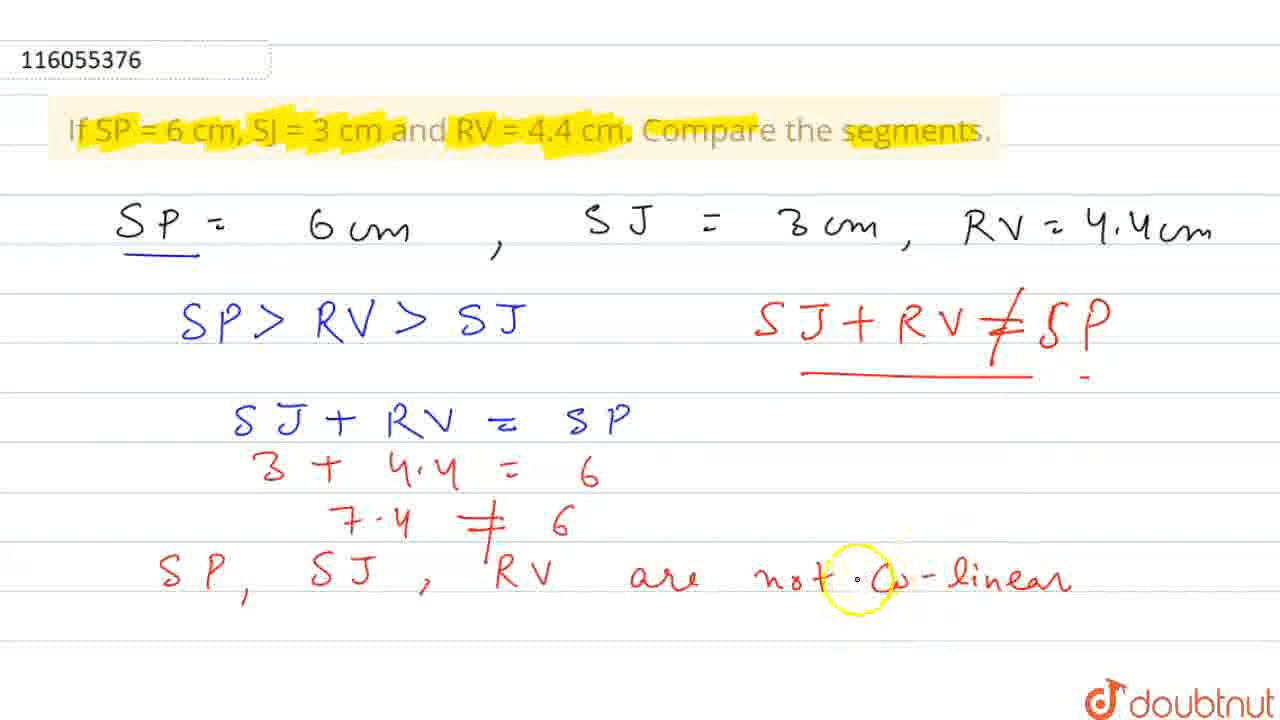 116055376
If SP = 6 cm, SJ = 3 cm and RV = 4.4 cm. Compare the segments.
SP = 6 cm, SJ = 3 cm, RV = 4.4 cm
SP > RV > SJ
SJ + RV ≠ SP
SJ + RV = SP
3 + 4.4 = 6
7.4 ≠ 6
SP, SJ, RV are not co-linear
doubtnut